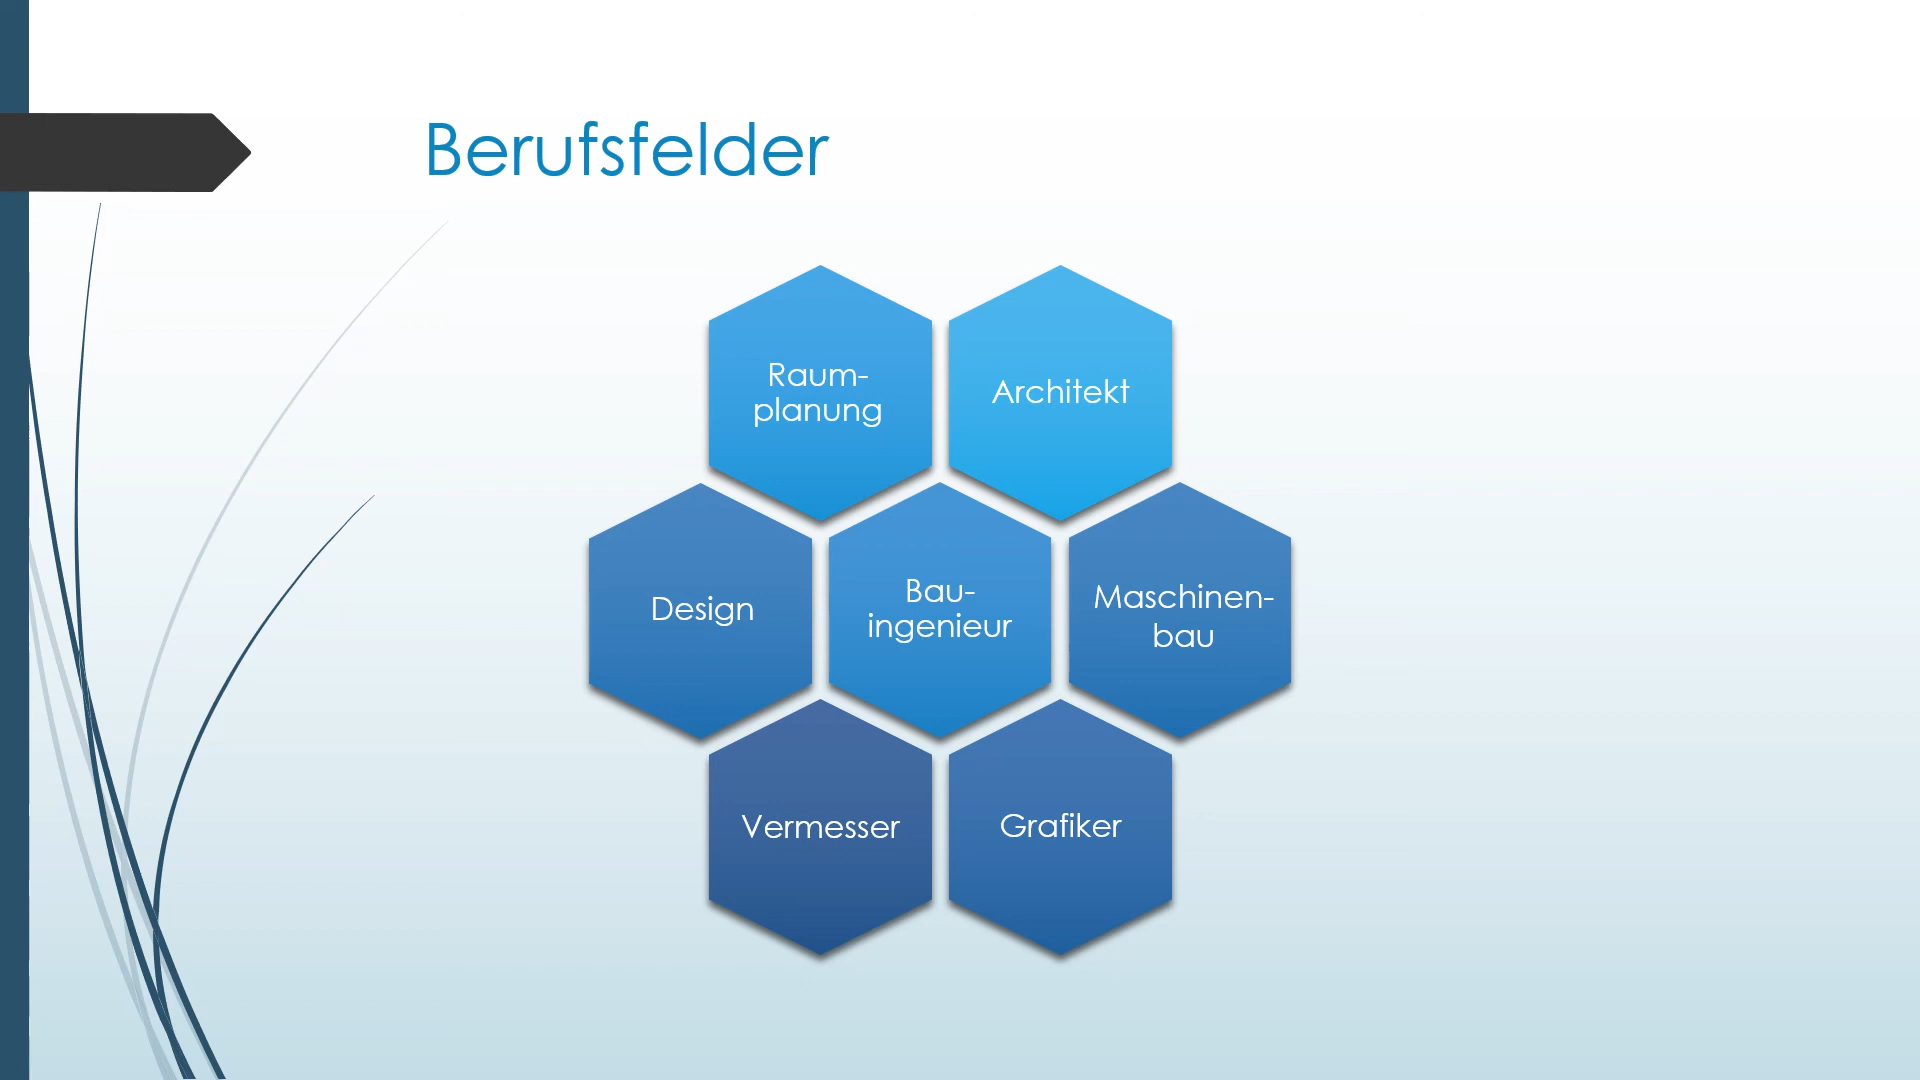 Berufsfelder
Raum-
planung
Architekt
Design
Bau-
ingenieur
Maschinen-
bau
Vermesser
Grafiker